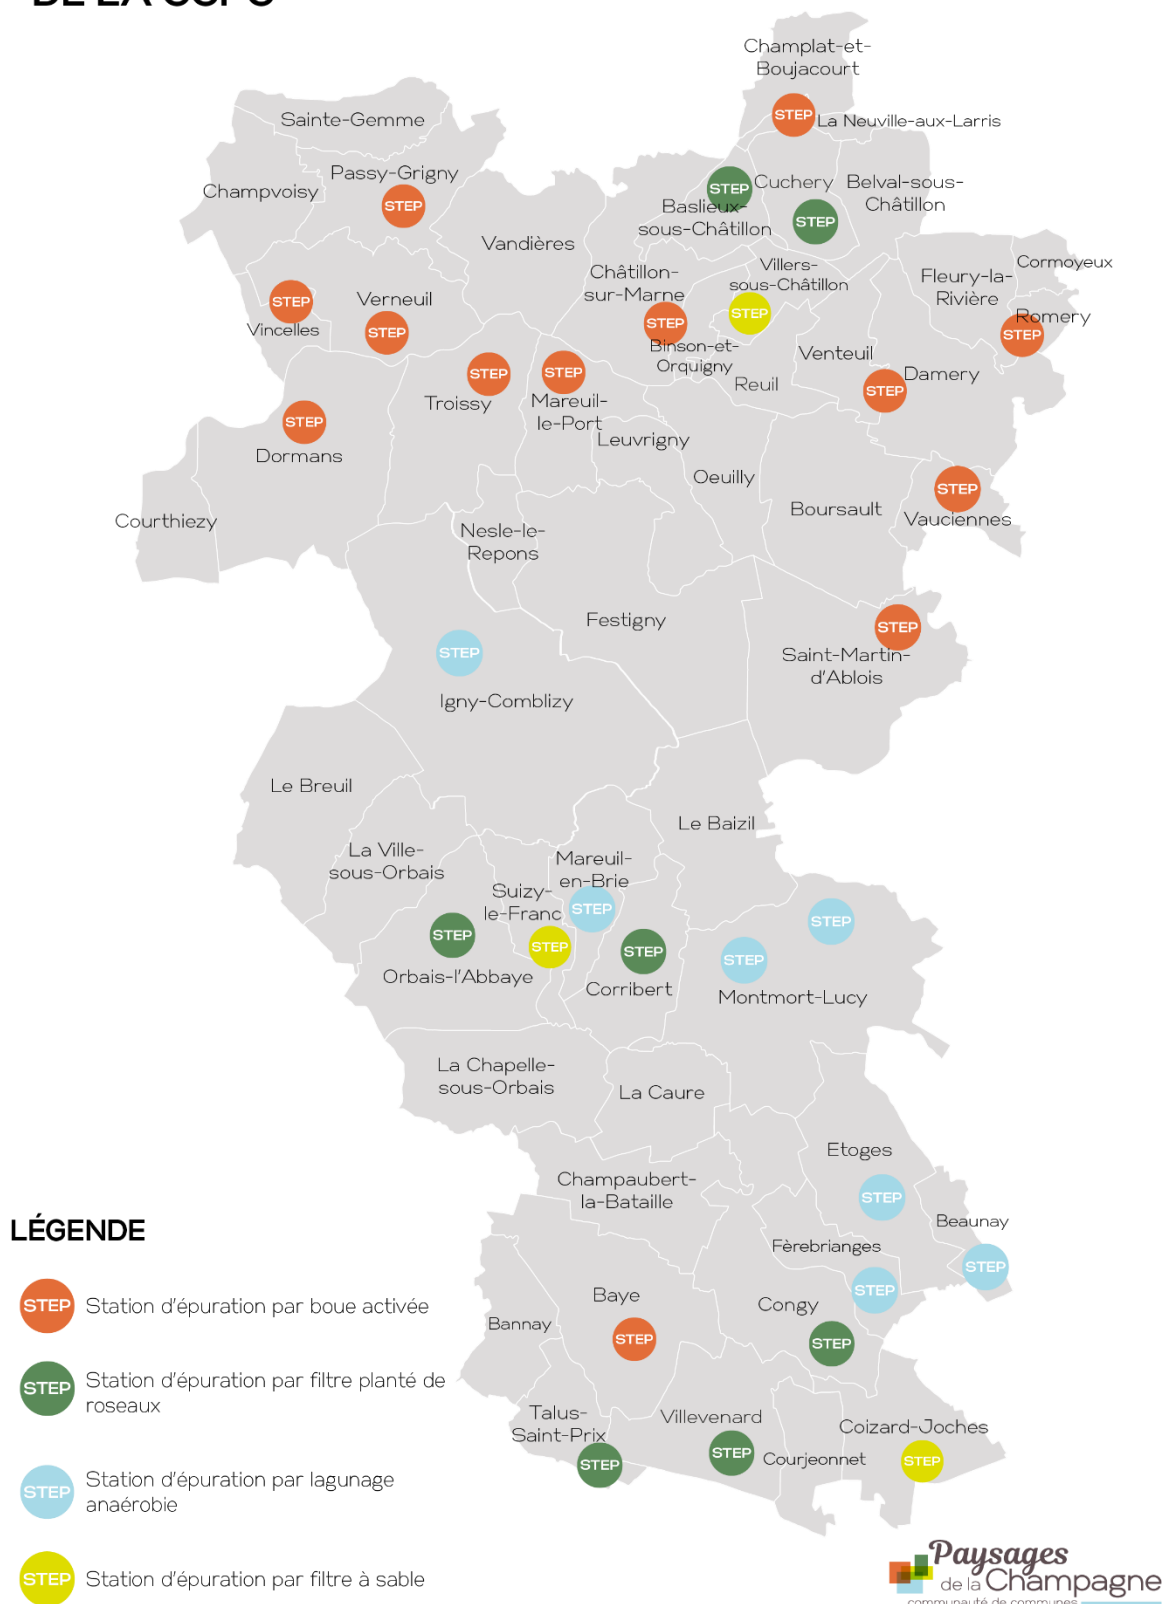 Champlat-et-
Boujacourt
STEP
La Neuville-aux-Larris
Sainte-Gemme
Passy-Grigny
Champvoisy
STEP
STEP
Cuchery
Belval-sous-
Châtillon
Baslieux-
sous-Châtillon
STEP
Vandières
Villers-
sous-Châtillon
Châtillon-
sur-Marne
Fleury-la-
Rivière
Cormoyeux
STEP
Vincelles
Verneuil
STEP
STEP
Binson-et-
Orquigny
STEP
Reuil
Venteuil
Romery
STEP
Damery
STEP
STEP
Troissy
STEP
Mareuil-
le-Port
Leuvrigny
STEP
Dormans
Oeuilly
Boursault
STEP
Vauciennes
Courthiezy
Nesle-le-
Repons
Festigny
STEP
Saint-Martin-
d'Ablois
STEP
Igny-Comblizy
Le Breuil
Le Baizil
La Ville-
sous-Orbais
Mareuil-
en-Brie
STEP
Suizy-
le-Franc
STEP
STEP
Orbais-l'Abbaye
STEP
Corribert
STEP
STEP
Montmort-Lucy
La Chapelle-
sous-Orbais
La Caure
Etoges
STEP
Champaubert-
la-Bataille
Beaunay
STEP
Fèrebrianges
STEP
Baye
STEP
Congy
STEP
Bannay
Talus-
Saint-Prix
STEP
Villevenard
STEP
Courjeonnet
Coizard-Joches
STEP
LÉGENDE
STEP Station d'épuration par boue activée
STEP Station d'épuration par filtre planté de
roseaux
STEP Station d'épuration par lagunage
anaérobie
STEP Station d'épuration par filtre à sable
Paysages
de la Champagne
communauté de communes